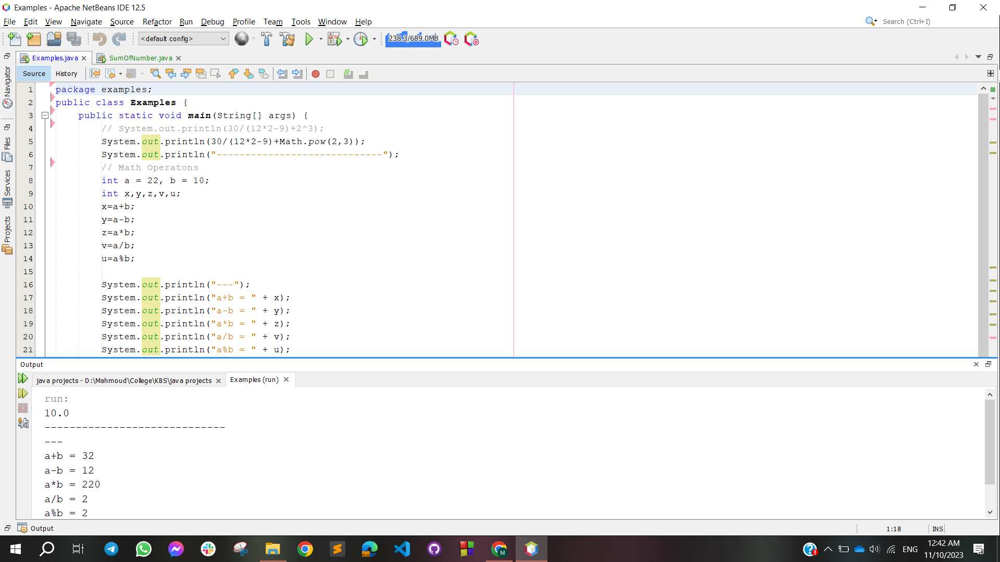 Examples - Apache NetBeans IDE 12.5
File Edit View Navigate Source Refactor Run Debug Profile Team Tools Window Help
Search (Ctrl+I)
<default config>
238.3/689.0MB
Examples.java
SumOfNumber.java
Source History
Navigator
Files
Services
Projects
1 package examples;
2 public class Examples {
3 public static void main(String[] args) {
4 // System.out.println(30/(12*2-9)+2^3);
5 System.out.println(30/(12*2-9)+Math.pow(2,3));
6 System.out.println("-----------------------------");
7 // Math Operatons
8 int a = 22, b = 10;
9 int x,y,z,v,u;
10 x=a+b;
11 y=a-b;
12 z=a*b;
13 v=a/b;
14 u=a%b;
15
16 System.out.println("---");
17 System.out.println("a+b = " + x);
18 System.out.println("a-b = " + y);
19 System.out.println("a*b = " + z);
20 System.out.println("a/b = " + v);
21 System.out.println("a%b = " + u);
Output
java projects - D:\Mahmoud\College\KBS\java projects
Examples (run)
run:
10.0
-----------------------------
---
a+b = 32
a-b = 12
a*b = 220
a/b = 2
a%b = 2
Output
1:18
INS
ENG
12:42 AM
11/10/2023